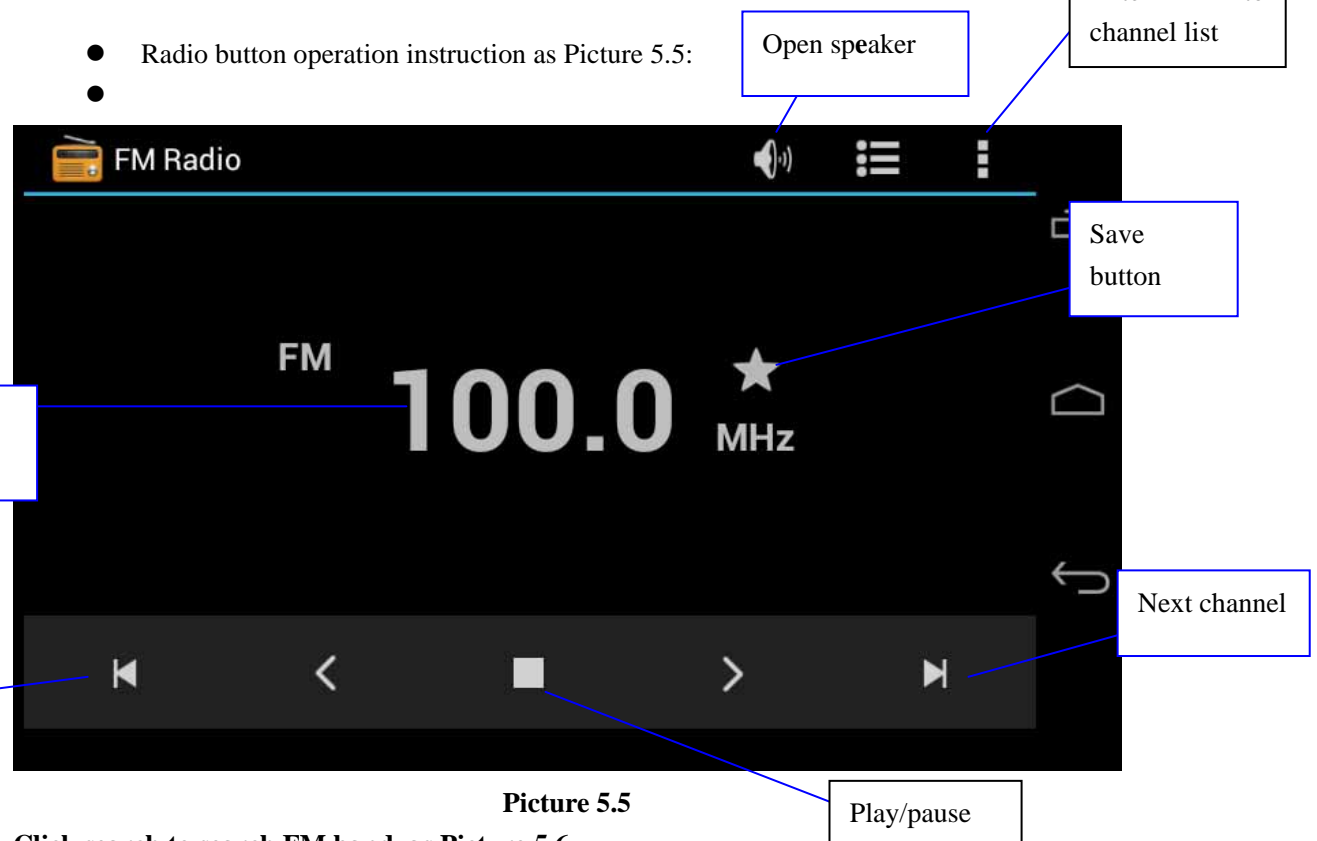 channel list
Open speaker
● Radio button operation instruction as Picture 5.5:
●
FM Radio
Save
button
FM
100.0
MHz
Next channel
Picture 5.5
Play/pause